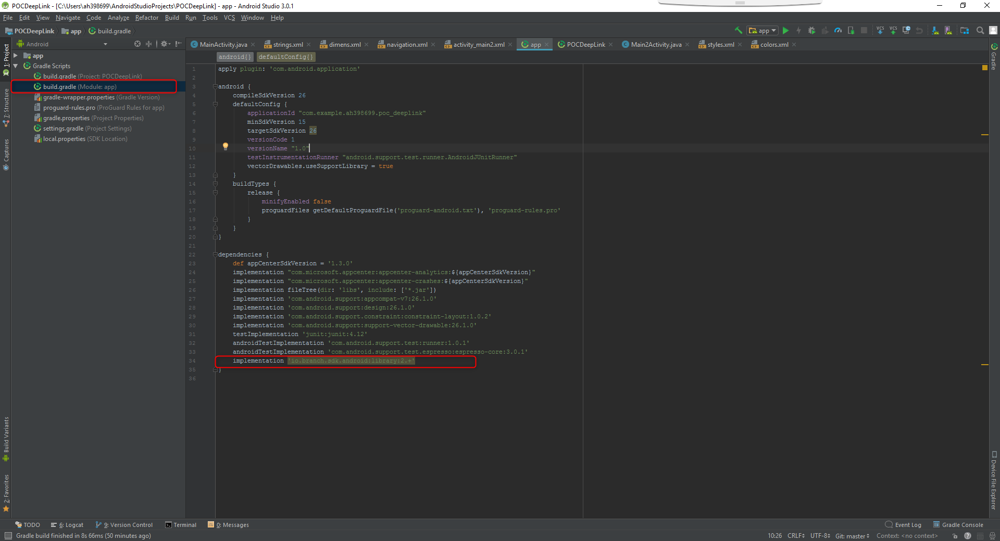 POCDeepLink - [C:\Users\ah398699\AndroidStudioProjects\POCDeepLink] - app - Android Studio 3.0.1
File Edit View Navigate Code Analyze Refactor Build Run Tools VCS Window Help
POCDeepLink app build.gradle
app
VCS VCS
Android
MainActivity.java strings.xml dimens.xml navigation.xml activity_main2.xml app POCDeepLink Main2Activity.java styles.xml colors.xml
1: Project
7: Structure
Captures
Build Variants
2: Favorites
app
Gradle Scripts
build.gradle (Project: POCDeepLink)
build.gradle (Module: app)
gradle-wrapper.properties (Gradle Version)
proguard-rules.pro (ProGuard Rules for app)
gradle.properties (Project Properties)
settings.gradle (Project Settings)
local.properties (SDK Location)
android{} defaultConfig{}
1 apply plugin: 'com.android.application'
2
3 android {
4 compileSdkVersion 26
5 defaultConfig {
6 applicationId "com.example.ah398699.poc_deeplink"
7 minSdkVersion 15
8 targetSdkVersion 26
9 versionCode 1
10 versionName "1.0"
11 testInstrumentationRunner "android.support.test.runner.AndroidJUnitRunner"
12 vectorDrawables.useSupportLibrary = true
13 }
14 buildTypes {
15 release {
16 minifyEnabled false
17 proguardFiles getDefaultProguardFile('proguard-android.txt'), 'proguard-rules.pro'
18 }
19 }
20 }
21
22 dependencies {
23 def appCenterSdkVersion = '1.3.0'
24 implementation "com.microsoft.appcenter:appcenter-analytics:${appCenterSdkVersion}"
25 implementation "com.microsoft.appcenter:appcenter-crashes:${appCenterSdkVersion}"
26 implementation fileTree(dir: 'libs', include: ['*.jar'])
27 implementation 'com.android.support:appcompat-v7:26.1.0'
28 implementation 'com.android.support:design:26.1.0'
29 implementation 'com.android.support.constraint:constraint-layout:1.0.2'
30 implementation 'com.android.support:support-vector-drawable:26.1.0'
31 testImplementation 'junit:junit:4.12'
32 androidTestImplementation 'com.android.support.test:runner:1.0.1'
33 androidTestImplementation 'com.android.support.test.espresso:espresso-core:3.0.1'
34 implementation 'io.branch.sdk.android:library:2.+'
35 }
36
Gradle
Device File Explorer
TODO 6: Logcat 9: Version Control Terminal 0: Messages Event Log Gradle Console
Gradle build finished in 8s 66ms (50 minutes ago) 10:26 CRLF UTF-8 Git: master Context: <no context>